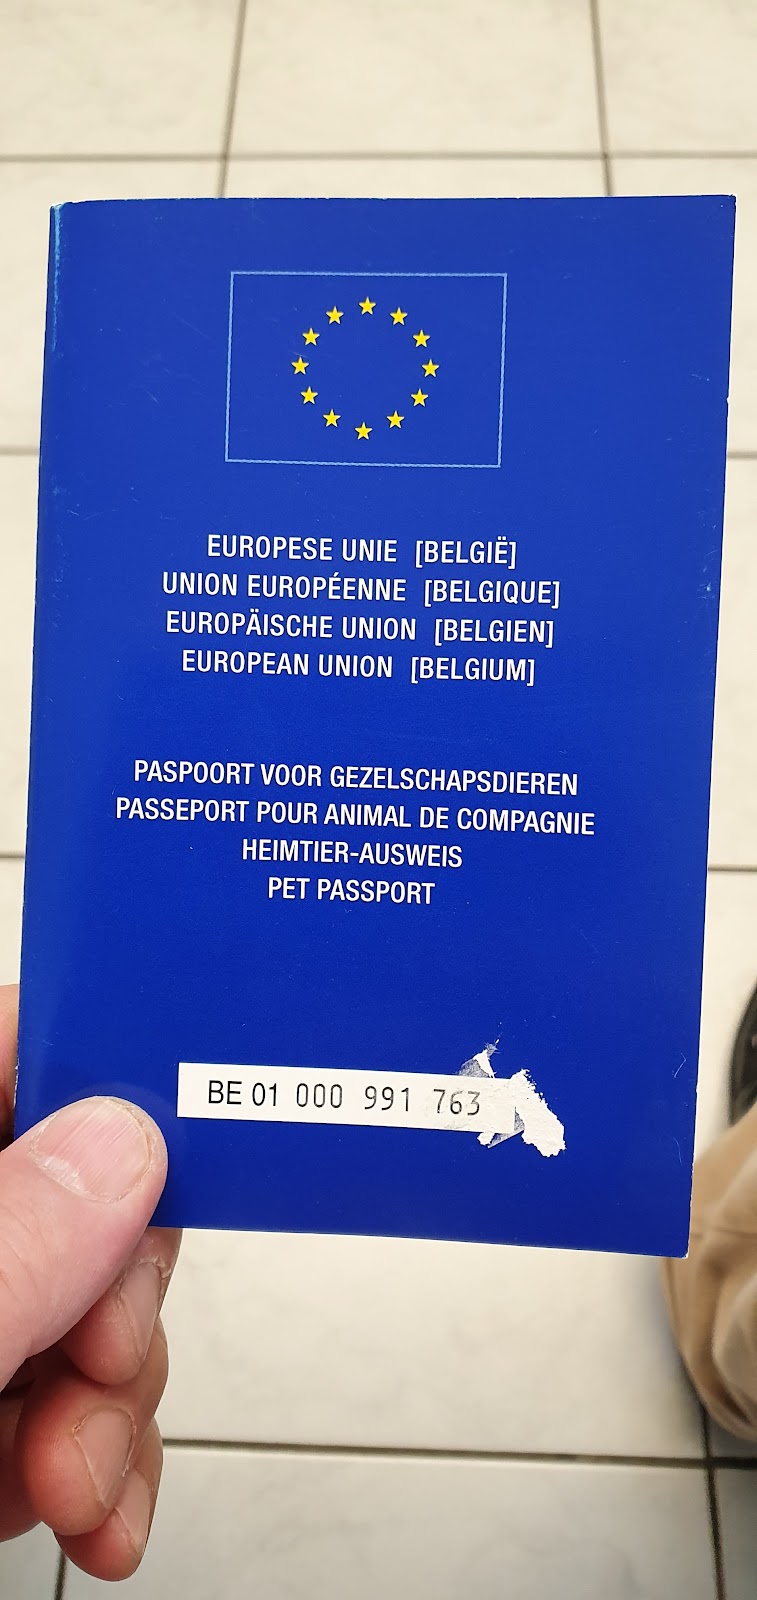 EUROPESE UNIE [BELGIË]
UNION EUROPÉENNE [BELGIQUE]
EUROPÄISCHE UNION [BELGIEN]
EUROPEAN UNION [BELGIUM]
PASPOORT VOOR GEZELSCHAPSDIEREN
PASSEPORT POUR ANIMAL DE COMPAGNIE
HEIMTIER-AUSWEIS
PET PASSPORT
BE 01 000 991 763